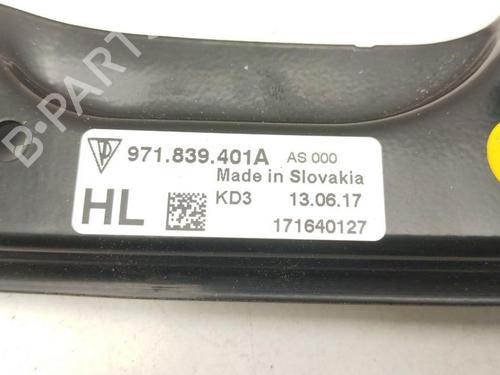 B-PARTS
971.839.401A AS 000
Made in Slovakia
HL KD3 13.06.17
171640127